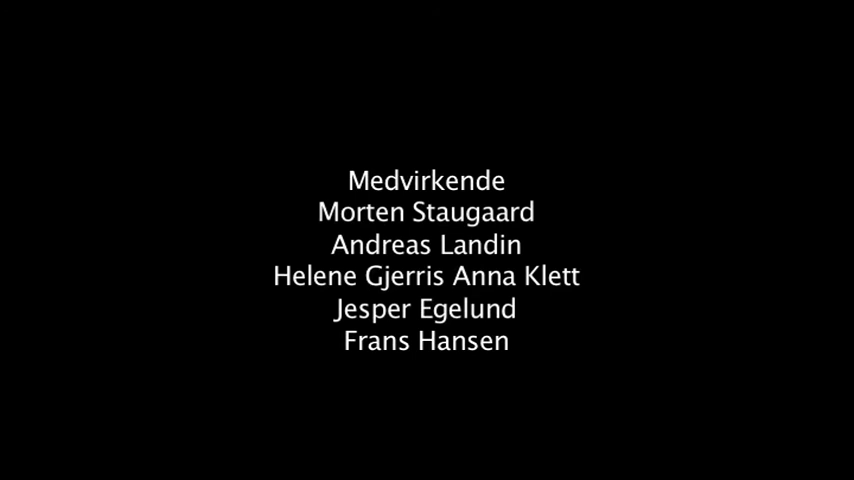 Medvirkende
Morten Staugaard
Andreas Landin
Helene Gjerris Anna Klett
Jesper Egelund
Frans Hansen